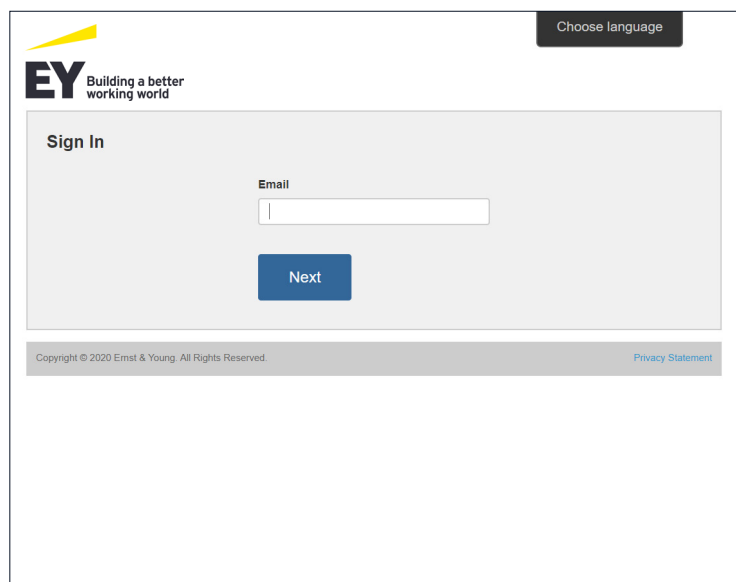 Choose language
EY
Building a better
working world
Sign In
Email
Next
Copyright © 2020 Ernst & Young. All Rights Reserved.
Privacy Statement